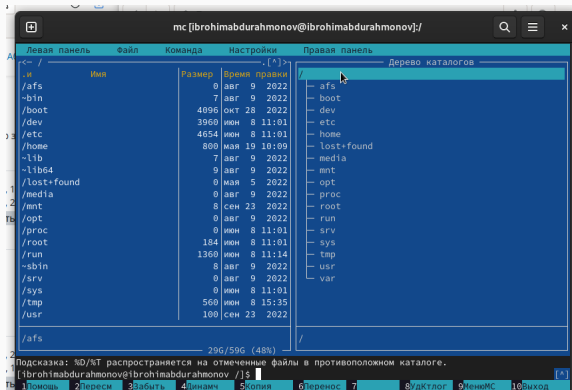 mc [ibrohimabdurahmonov@ibrohimabdurahmonov]:/
Левая панель Файл Команда Настройки Правая панель
<- / .[^]>
.и Имя Размер Время правки
/afs 0 авг 9 2022
~bin 7 авг 9 2022
/boot 4096 окт 28 2022
/dev 3960 июн 8 11:01
/etc 4654 июн 8 11:01
/home 800 мая 19 10:09
~lib 7 авг 9 2022
~lib64 9 авг 9 2022
/lost+found 0 мая 5 2022
/media 0 авг 9 2022
/mnt 8 сен 23 2022
/opt 0 авг 9 2022
/proc 0 июн 8 11:01
/root 184 июн 8 11:01
/run 1360 июн 8 11:14
~sbin 8 авг 9 2022
/srv 0 авг 9 2022
/sys 0 июн 8 11:01
/tmp 560 июн 8 15:35
/usr 100 сен 23 2022
/afs
29G/59G (48%)
Дерево каталогов
/
afs
boot
dev
etc
home
lost+found
media
mnt
opt
proc
root
run
srv
sys
tmp
usr
var
/
Подсказка: %D/%T распространяется на отмеченные файлы в противоположном каталоге.
[ibrohimabdurahmonov /]$ [^]
1Помощь 2Пересм 3Забыть 4Динамч 5Копия 6Перенос 7 8УдКтлог 9МенюMC 10Выход